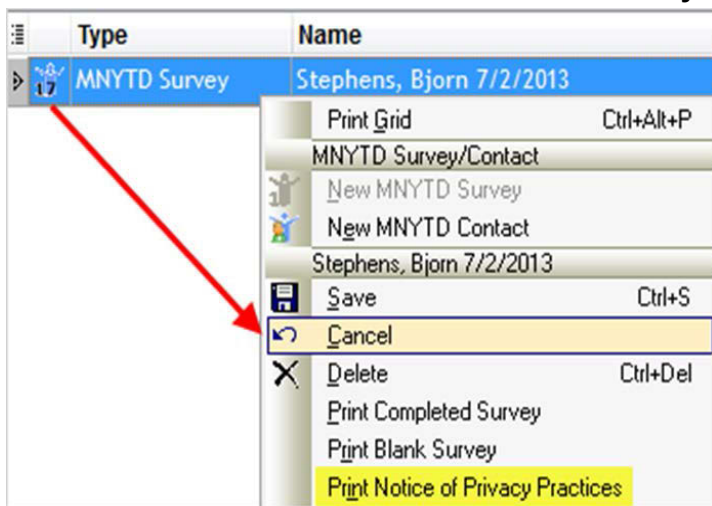 Type Name
17 MNYTD Survey Stephens, Bjorn 7/2/2013
Print Grid Ctrl+Alt+P
MNYTD Survey/Contact
New MNYTD Survey
New MNYTD Contact
Stephens, Bjorn 7/2/2013
Save Ctrl+S
Cancel
Delete Ctrl+Del
Print Completed Survey
Print Blank Survey
Print Notice of Privacy Practices